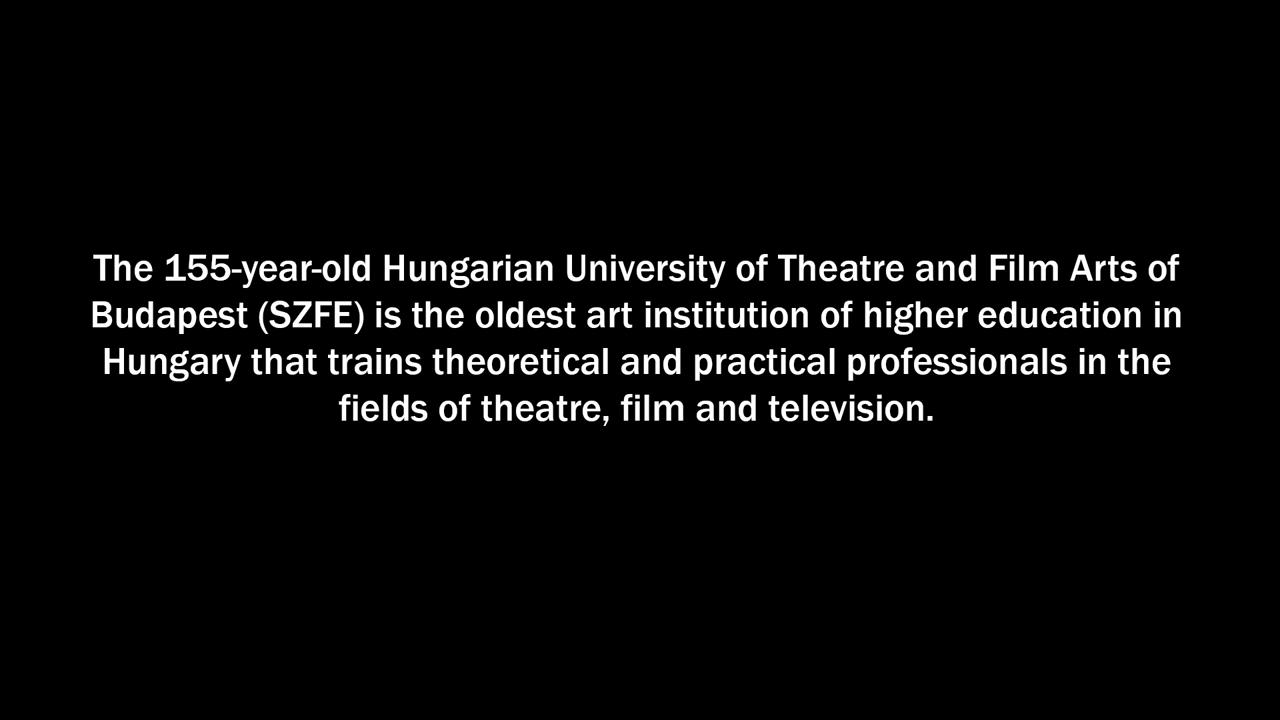 The 155-year-old Hungarian University of Theatre and Film Arts of
Budapest (SZFE) is the oldest art institution of higher education in
Hungary that trains theoretical and practical professionals in the
fields of theatre, film and television.